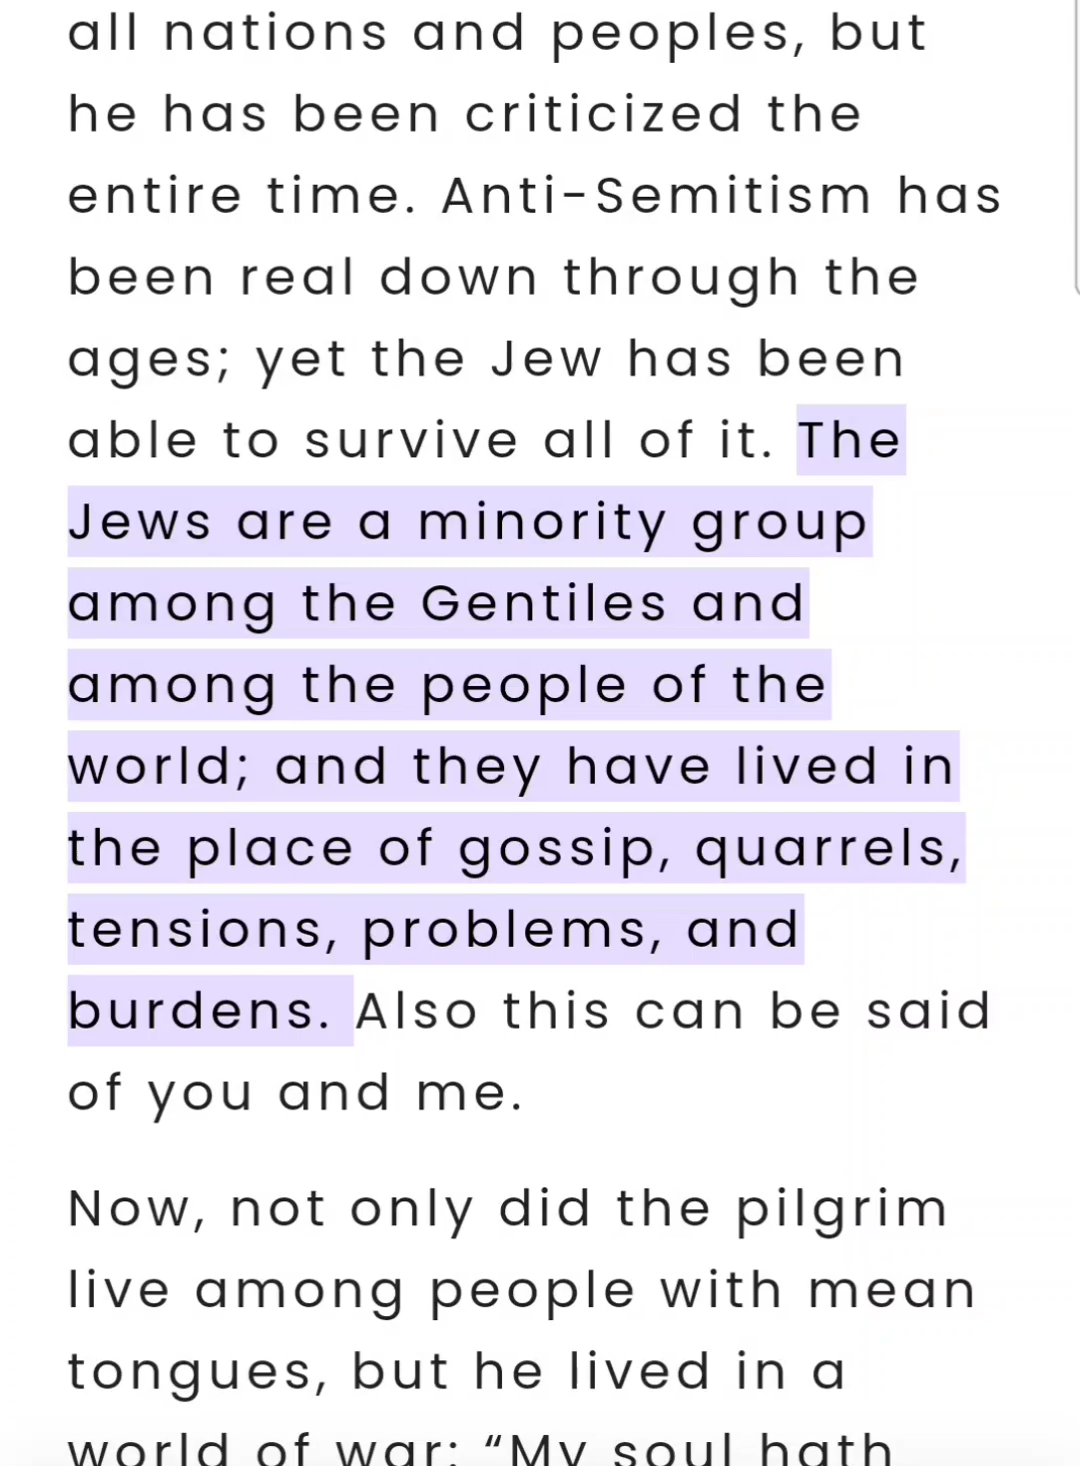 all nations and peoples, but
he has been criticized the
entire time. Anti-Semitism has
been real down through the
ages; yet the Jew has been
able to survive all of it. The
Jews are a minority group
among the Gentiles and
among the people of the
world; and they have lived in
the place of gossip, quarrels,
tensions, problems, and
burdens. Also this can be said
of you and me.
Now, not only did the pilgrim
live among people with mean
tongues, but he lived in a
world of war: “My soul hath